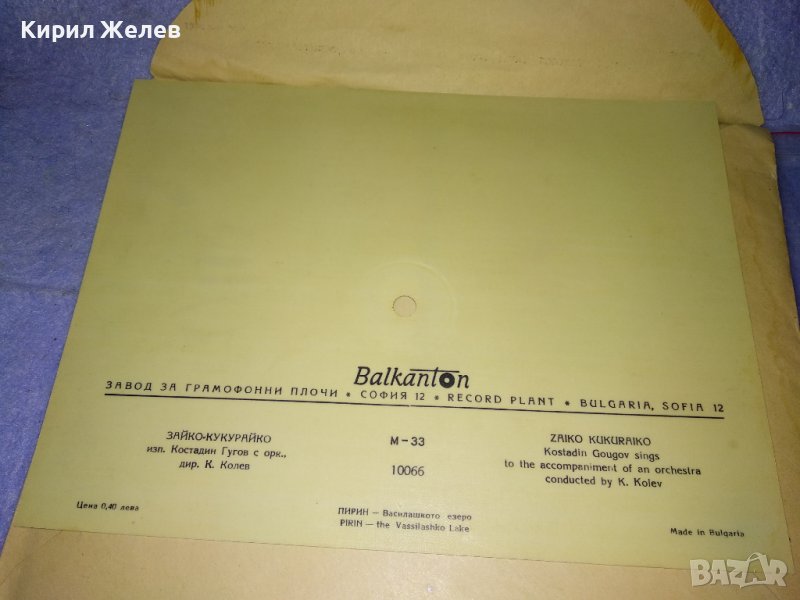 Кирил Желев
Balkanton
ЗАВОД ЗА ГРАМОФОННИ ПЛОЧИ * СОФИЯ 12 * RECORD PLANT * BULGARIA, SOFIA 12
ЗАЙКО-КУКУРАЙКО
изп. Костадин Гугов с орк.,
дир. К. Колев
М-33
10066
ZAIKO KUKURAIKO
Kostadin Gougov sings
to the accompaniment of an orchestra
conducted by K. Kolev
Цена 0,40 лева
ПИРИН — Василашкото езеро
PIRIN — the Vassilashko Lake
Made in Bulgaria
BAZAR